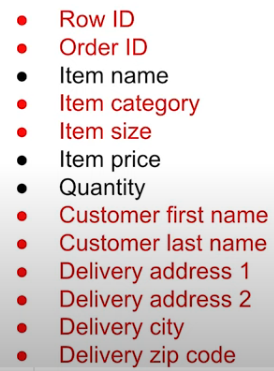 Row ID
Order ID
Item name
Item category
Item size
Item price
Quantity
Customer first name
Customer last name
Delivery address 1
Delivery address 2
Delivery city
Delivery zip code